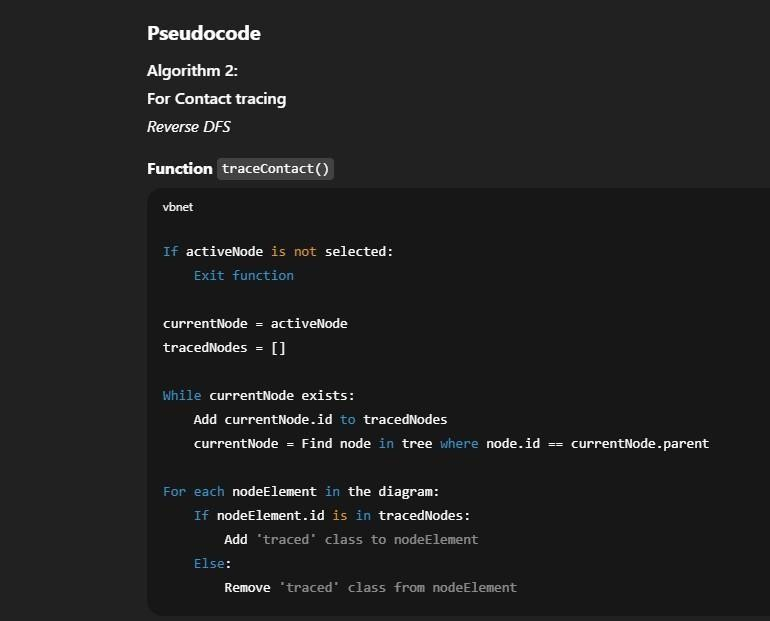 Pseudocode
Algorithm 2:
For Contact tracing
Reverse DFS
Function traceContact()
vbnet
If activeNode is not selected:
    Exit function
currentNode = activeNode
tracedNodes = []
While currentNode exists:
    Add currentNode.id to tracedNodes
    currentNode = Find node in tree where node.id == currentNode.parent
For each nodeElement in the diagram:
    If nodeElement.id is in tracedNodes:
        Add 'traced' class to nodeElement
    Else:
        Remove 'traced' class from nodeElement